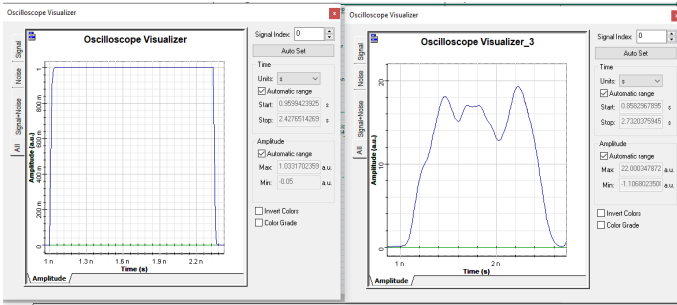 Oscilloscope Visualizer
x
Oscilloscope Visualizer
Signal
Noise
Signal+Noise
All
Amplitude (a.u.)
1
800 m
600 m
400 m
200 m
0
1 n
1.3 n
1.6 n
1.9 n
2.2 n
Time (s)
Amplitude
Signal Index: 0
Auto Set
Time
Units: s
Automatic range
Start: 0.9599423925 s
Stop: 2.4276514269 s
Amplitude
Automatic range
Max: 1.0331702359 a.u.
Min: -0.05 a.u.
Invert Colors
Color Grade
Oscilloscope Visualizer
x
Oscilloscope Visualizer_3
Signal
Noise
Signal+Noise
All
Amplitude (a.u.)
20
10
0
1 n
2 n
Time (s)
Amplitude
Signal Index: 0
Auto Set
Time
Units: s
Automatic range
Start: 0.8582967895 s
Stop: 2.7320375945 s
Amplitude
Automatic range
Max: 22.000347872 a.u.
Min: -1.1068023500 a.u.
Invert Colors
Color Grade